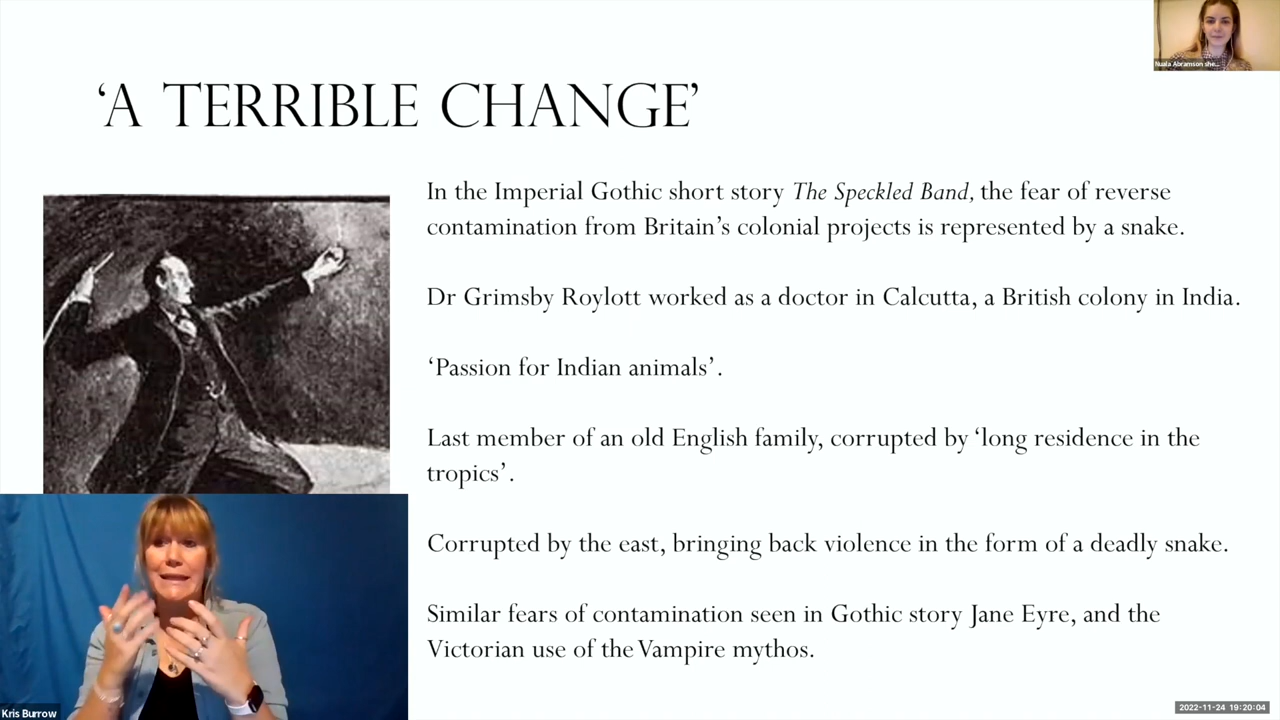 Nuala Abramson she...
‘A TERRIBLE CHANGE’
In the Imperial Gothic short story The Speckled Band, the fear of reverse
contamination from Britain’s colonial projects is represented by a snake.
Dr Grimsby Roylott worked as a doctor in Calcutta, a British colony in India.
‘Passion for Indian animals’.
Last member of an old English family, corrupted by ‘long residence in the
tropics’.
Corrupted by the east, bringing back violence in the form of a deadly snake.
Similar fears of contamination seen in Gothic story Jane Eyre, and the
Victorian use of the Vampire mythos.
Kris Burrow
2022-11-24 19:20:04